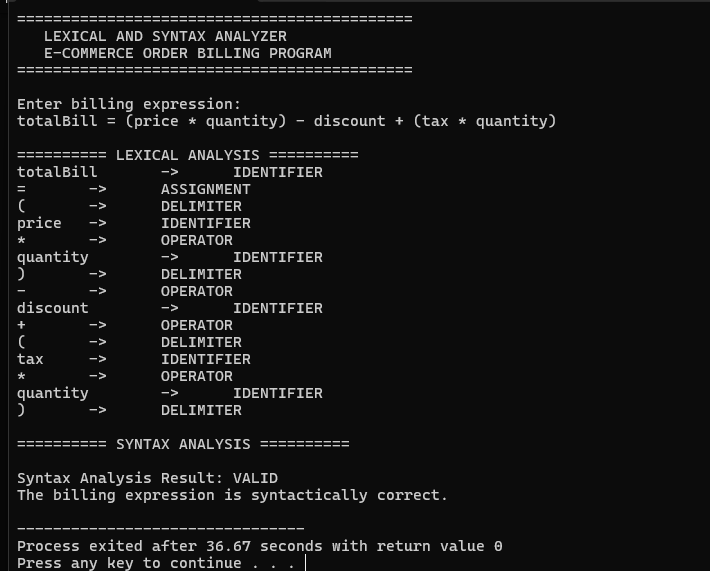 ============================================
   LEXICAL AND SYNTAX ANALYZER
   E-COMMERCE ORDER BILLING PROGRAM
============================================
Enter billing expression:
totalBill = (price * quantity) - discount + (tax * quantity)
========== LEXICAL ANALYSIS ==========
totalBill       ->      IDENTIFIER
=       ->      ASSIGNMENT
(       ->      DELIMITER
price   ->      IDENTIFIER
*       ->      OPERATOR
quantity        ->      IDENTIFIER
)       ->      DELIMITER
-       ->      OPERATOR
discount        ->      IDENTIFIER
+       ->      OPERATOR
(       ->      DELIMITER
tax     ->      IDENTIFIER
*       ->      OPERATOR
quantity        ->      IDENTIFIER
)       ->      DELIMITER
========== SYNTAX ANALYSIS ==========
Syntax Analysis Result: VALID
The billing expression is syntactically correct.
--------------------------------
Process exited after 36.67 seconds with return value 0
Press any key to continue . . .